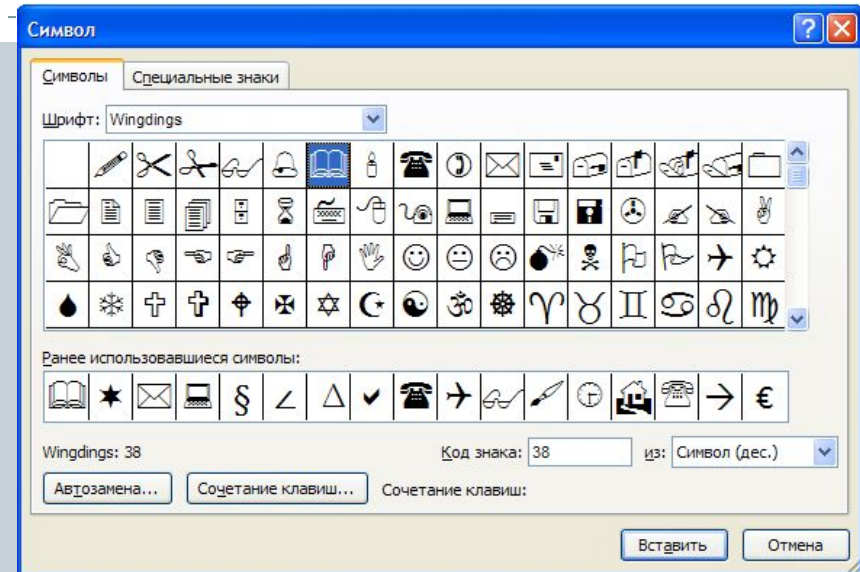 Символ
Символы Специальные знаки
Шрифт: Wingdings
Ранее использовавшиеся символы:
§ ∠ Δ → €
Wingdings: 38 Код знака: 38 из: Символ (дес.)
Автозамена... Сочетание клавиш... Сочетание клавиш:
Вставить Отмена